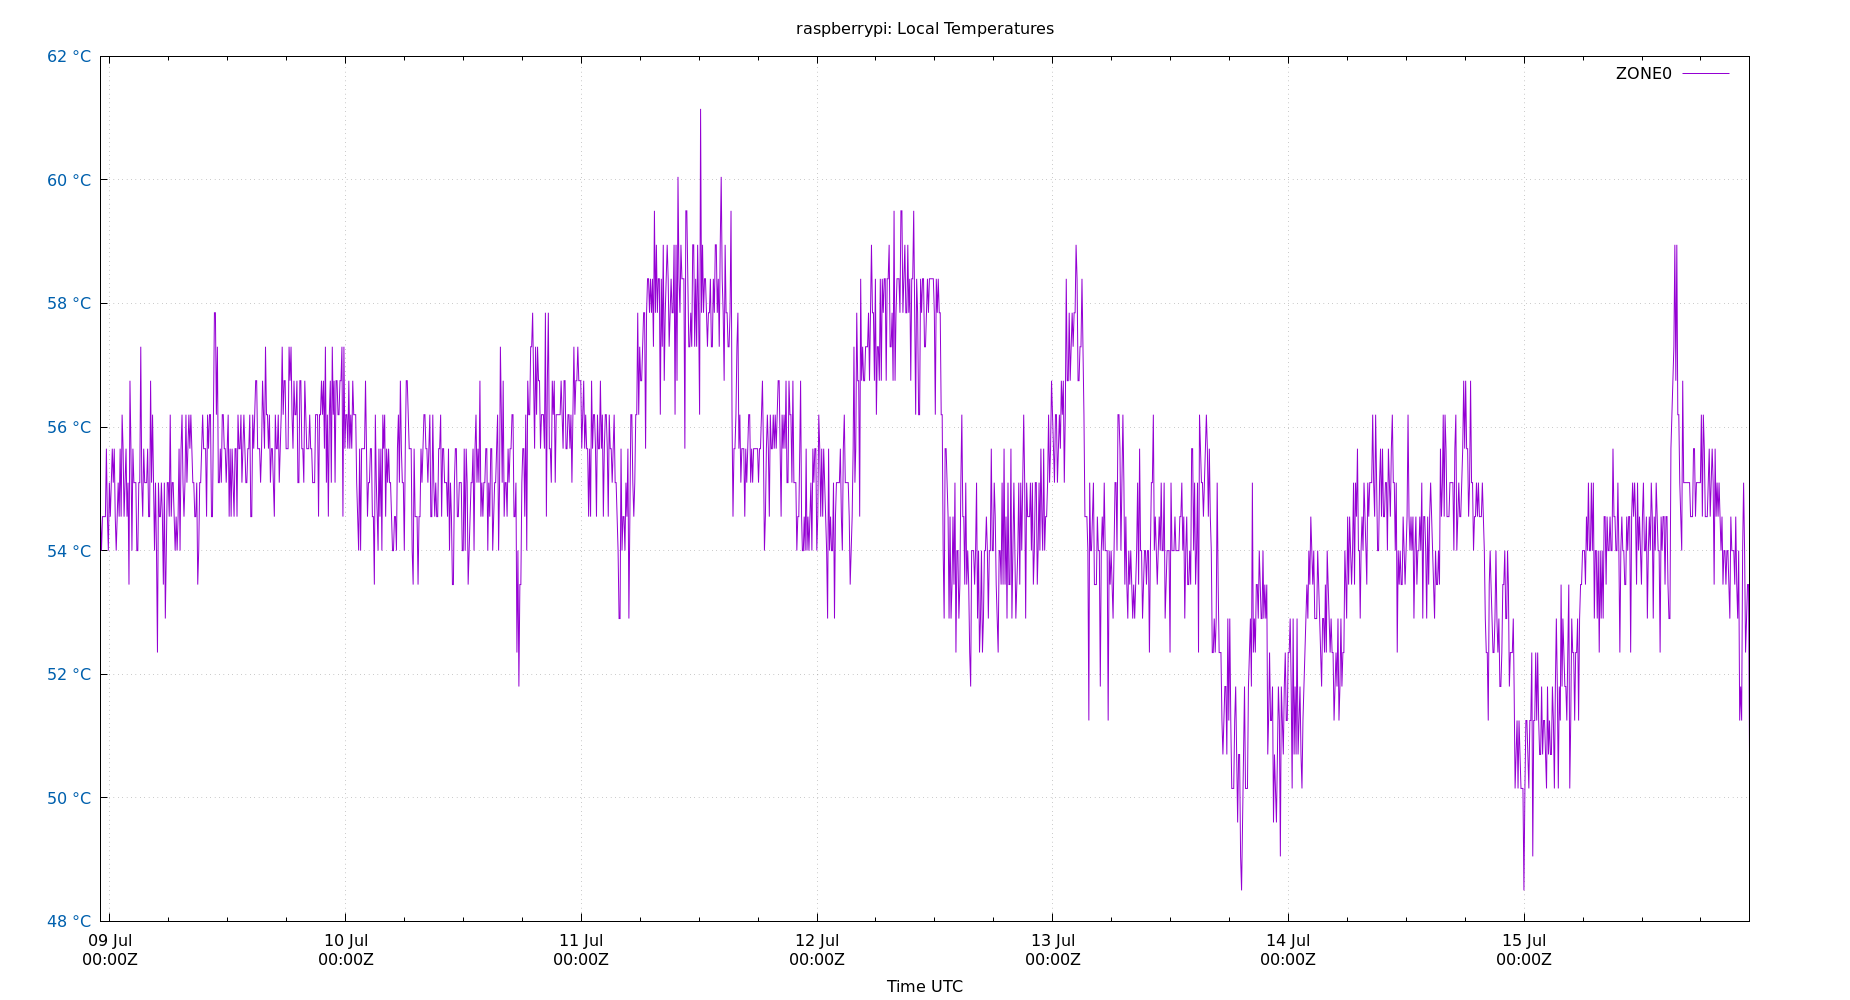 raspberrypi: Local Temperatures
62 °C
ZONE0
60 °C
58 °C
56 °C
54 °C
52 °C
50 °C
48 °C
09 Jul 10 Jul 11 Jul 12 Jul 13 Jul 14 Jul 15 Jul
00:00Z 00:00Z 00:00Z 00:00Z 00:00Z 00:00Z 00:00Z
Time UTC